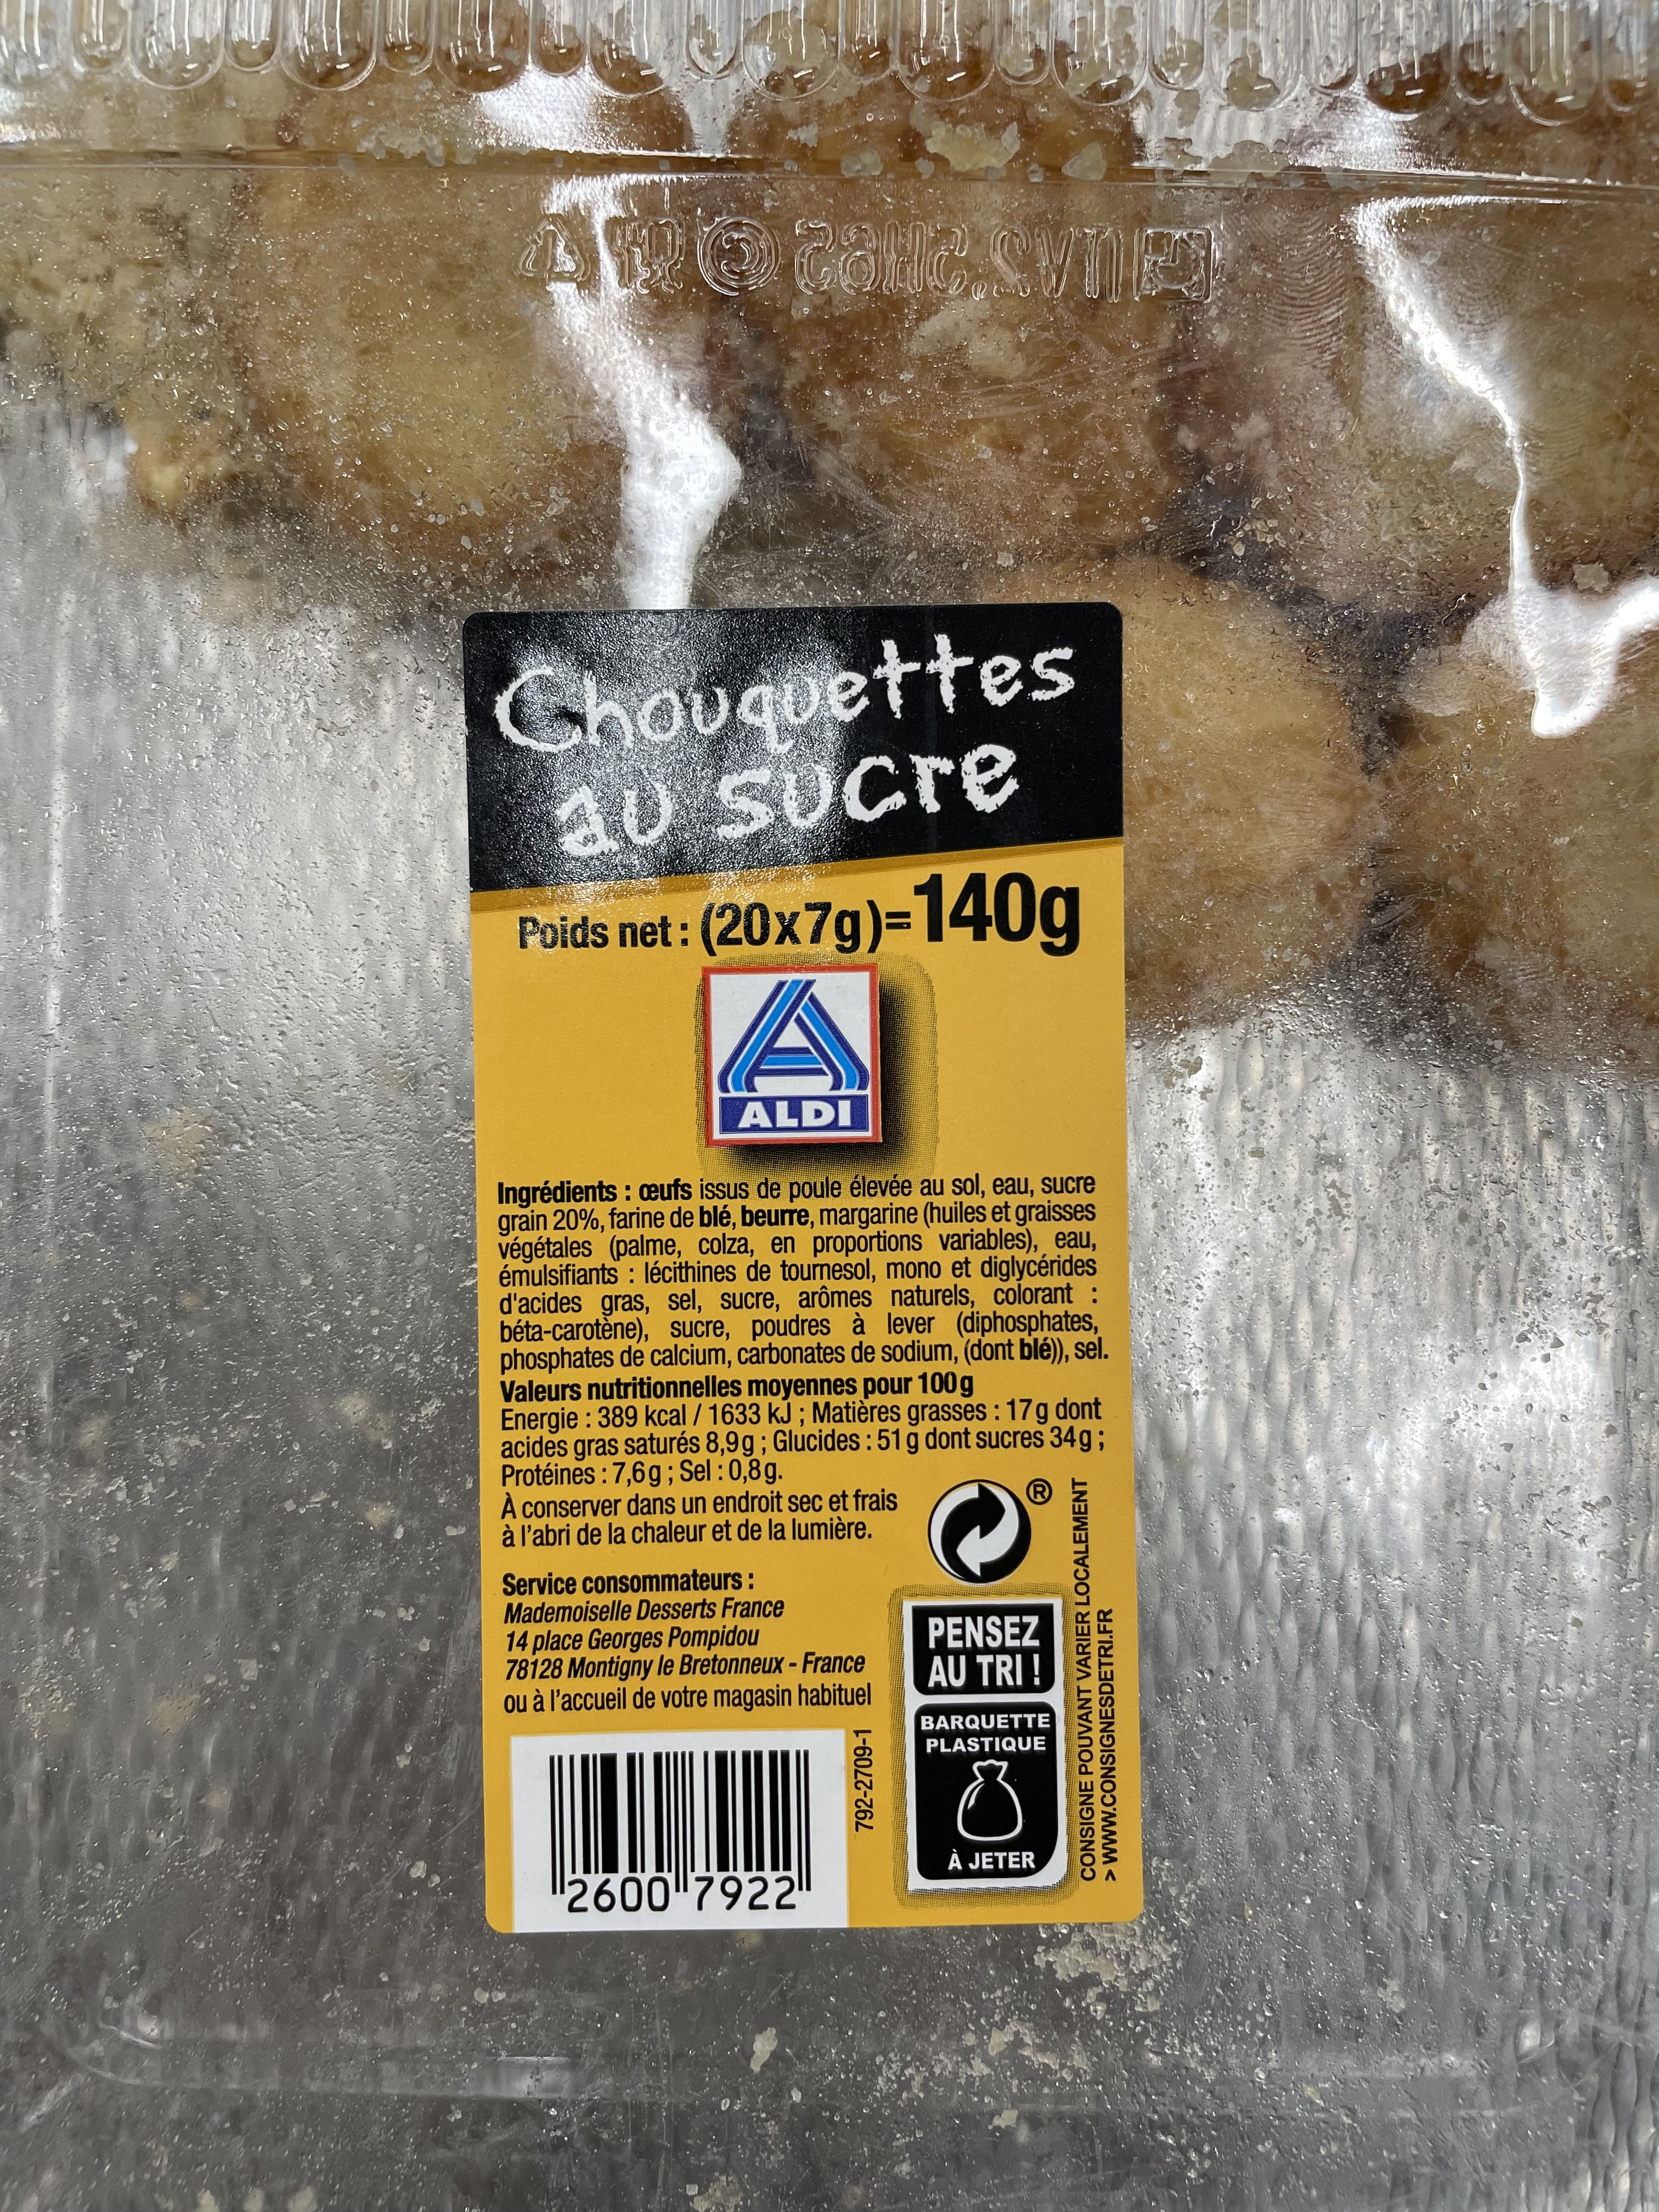 Chouquettes
au sucre
Poids net : (20x7g)=140g
ALDI
Ingrédients : œufs issus de poule élevée au sol, eau, sucre
grain 20%, farine de blé, beurre, margarine (huiles et graisses
végétales (palme, colza, en proportions variables), eau,
émulsifiants : lécithines de tournesol, mono et diglycérides
d'acides gras, sel, sucre, arômes naturels, colorant :
béta-carotène), sucre, poudres à lever (diphosphates,
phosphates de calcium, carbonates de sodium, (dont blé)), sel.
Valeurs nutritionnelles moyennes pour 100g
Energie : 389 kcal / 1633 kJ ; Matières grasses : 17g dont
acides gras saturés 8,9g ; Glucides : 51g dont sucres 34g ;
Protéines : 7,6g ; Sel : 0,8g.
À conserver dans un endroit sec et frais
à l'abri de la chaleur et de la lumière.
®
Service consommateurs :
Mademoiselle Desserts France
14 place Georges Pompidou
78128 Montigny le Bretonneux - France
ou à l'accueil de votre magasin habituel
PENSEZ
AU TRI !
BARQUETTE
PLASTIQUE
À JETER
CONSIGNE POUVANT VARIER LOCALEMENT
> WWW.CONSIGNESDETRI.FR
792-2709-1
2600 7922